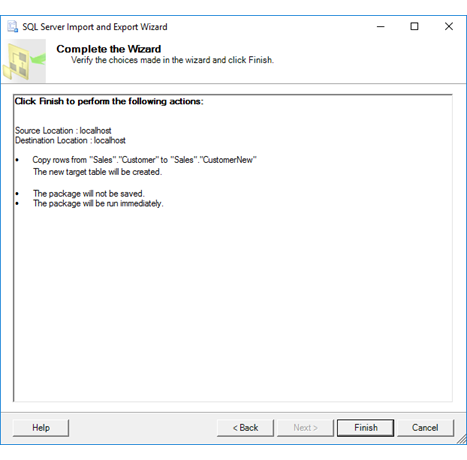 SQL Server Import and Export Wizard
Complete the Wizard
Verify the choices made in the wizard and click Finish.
Click Finish to perform the following actions:
Source Location : localhost
Destination Location : localhost
• Copy rows from "Sales"."Customer" to "Sales"."CustomerNew"
The new target table will be created.
• The package will not be saved.
• The package will be run immediately.
Help
< Back
Next >
Finish
Cancel